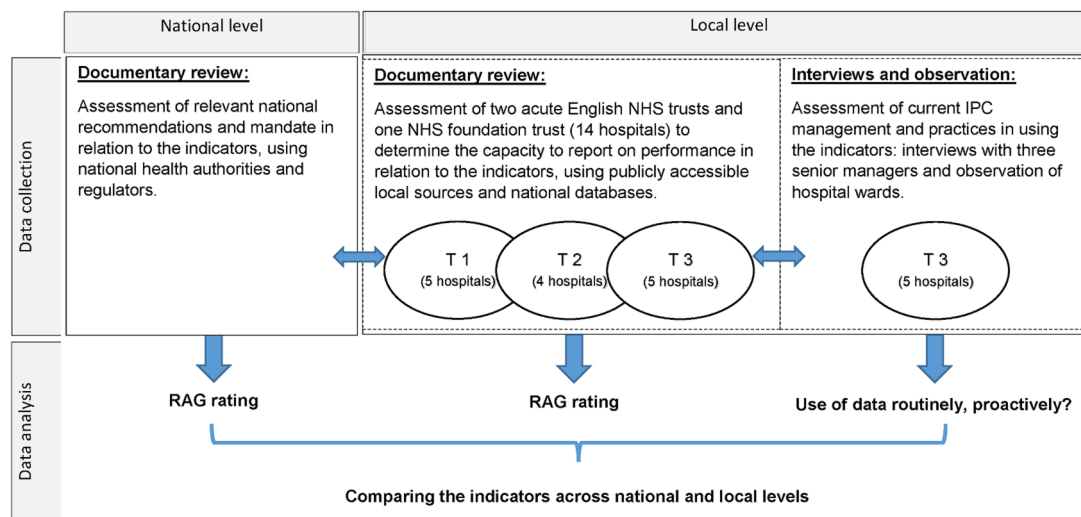 National level
Local level
Data collection
Documentary review:
Assessment of relevant national
recommendations and mandate in
relation to the indicators, using
national health authorities and
regulators.
Documentary review:
Assessment of two acute English NHS trusts and
one NHS foundation trust (14 hospitals) to
determine the capacity to report on performance in
relation to the indicators, using publicly accessible
local sources and national databases.
T 1
(5 hospitals)
T 2
(4 hospitals)
T 3
(5 hospitals)
Interviews and observation:
Assessment of current IPC
management and practices in using
the indicators: interviews with three
senior managers and observation of
hospital wards.
T 3
(5 hospitals)
Data analysis
RAG rating
RAG rating
Use of data routinely, proactively?
Comparing the indicators across national and local levels